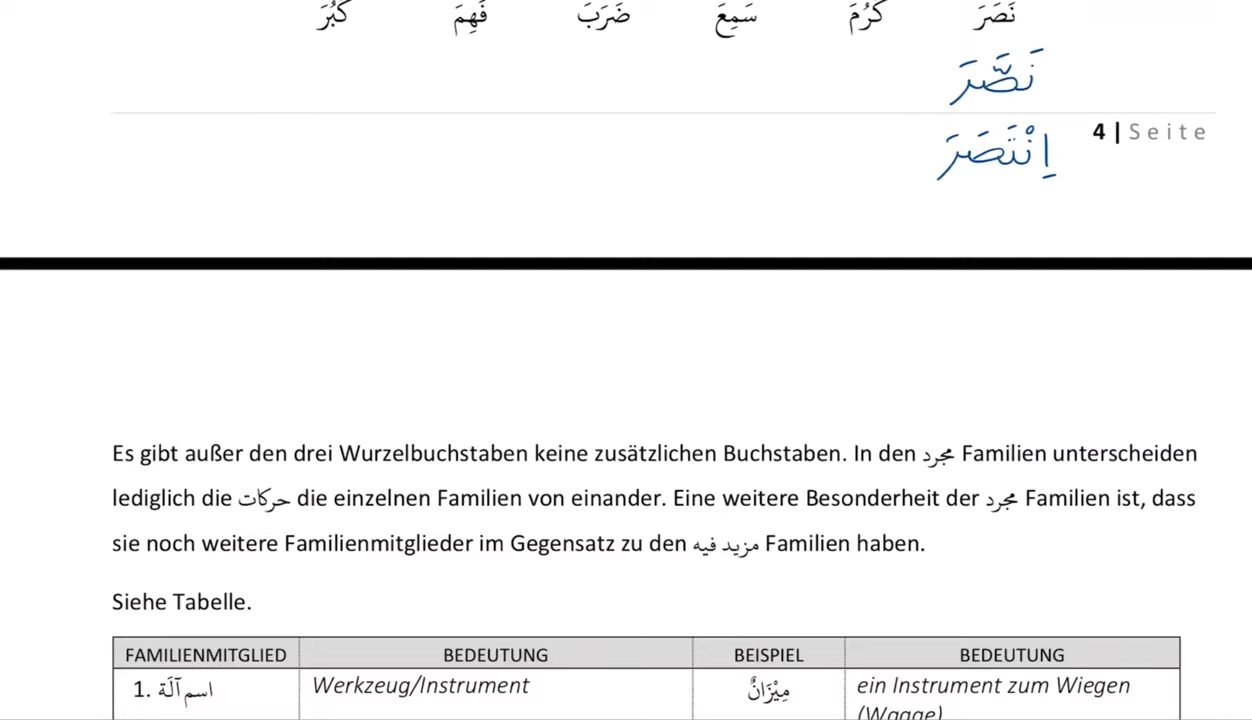 نَصَرَ كَرُمَ سَمِعَ ضَرَبَ فَهِمَ كَبُرَ
نَصَّرَ
4 | Seite
اِنْتَصَرَ
Es gibt außer den drei Wurzelbuchstaben keine zusätzlichen Buchstaben. In den مجرد Familien unterscheiden
lediglich die حركات die einzelnen Familien von einander. Eine weitere Besonderheit der مجرد Familien ist, dass
sie noch weitere Familienmitglieder im Gegensatz zu den مزيد فيه Familien haben.
Siehe Tabelle.
FAMILIENMITGLIED BEDEUTUNG BEISPIEL BEDEUTUNG
1. اسم آلَة Werkzeug/Instrument مِيْزَانٌ ein Instrument zum Wiegen
(Waage)